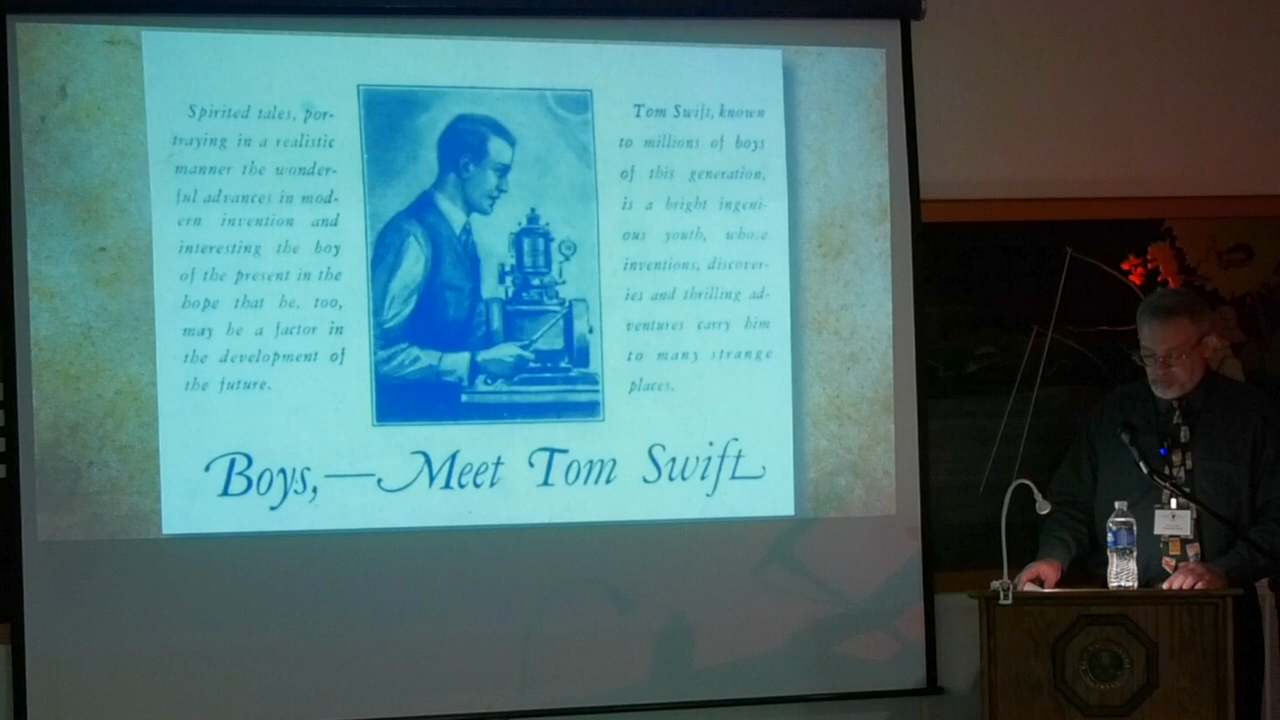 Spirited tales, por-
traying in a realistic
manner the wonder-
ful advances in mod-
ern invention and
interesting the boy
of the present in the
hope that he, too,
may be a factor in
the development of
the future.
Tom Swift, known
to millions of boys
of this generation,
is a bright ingeni-
ous youth, whose
inventions, discover-
ies and thrilling ad-
ventures carry him
to many strange
places.
Boys,—Meet Tom Swift